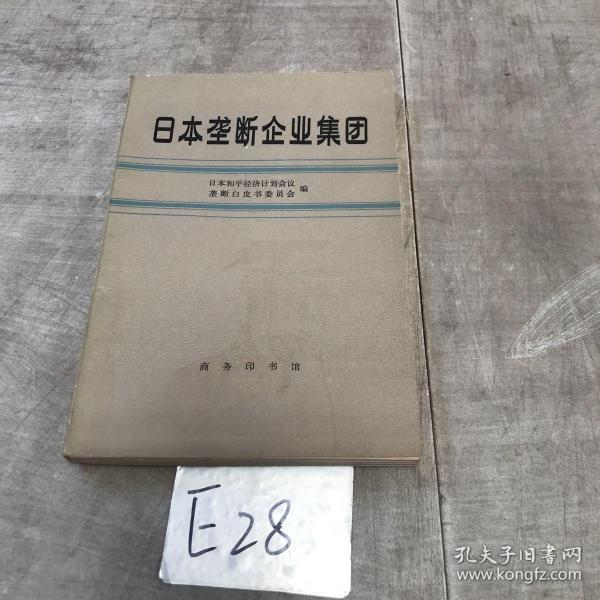 日本垄断企业集团
日本和平经济计划会议
垄断白皮书委员会 编
商务印书馆
E28
孔夫子旧书网
www.kongfz.com